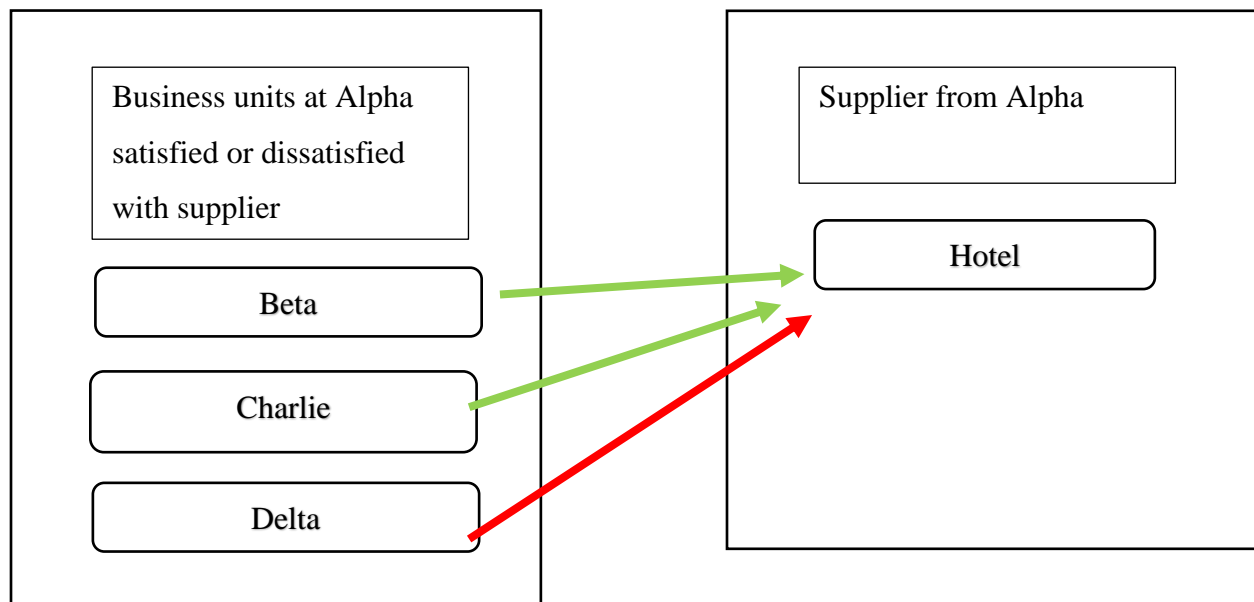 Business units at Alpha
satisfied or dissatisfied
with supplier
Beta
Charlie
Delta
Supplier from Alpha
Hotel